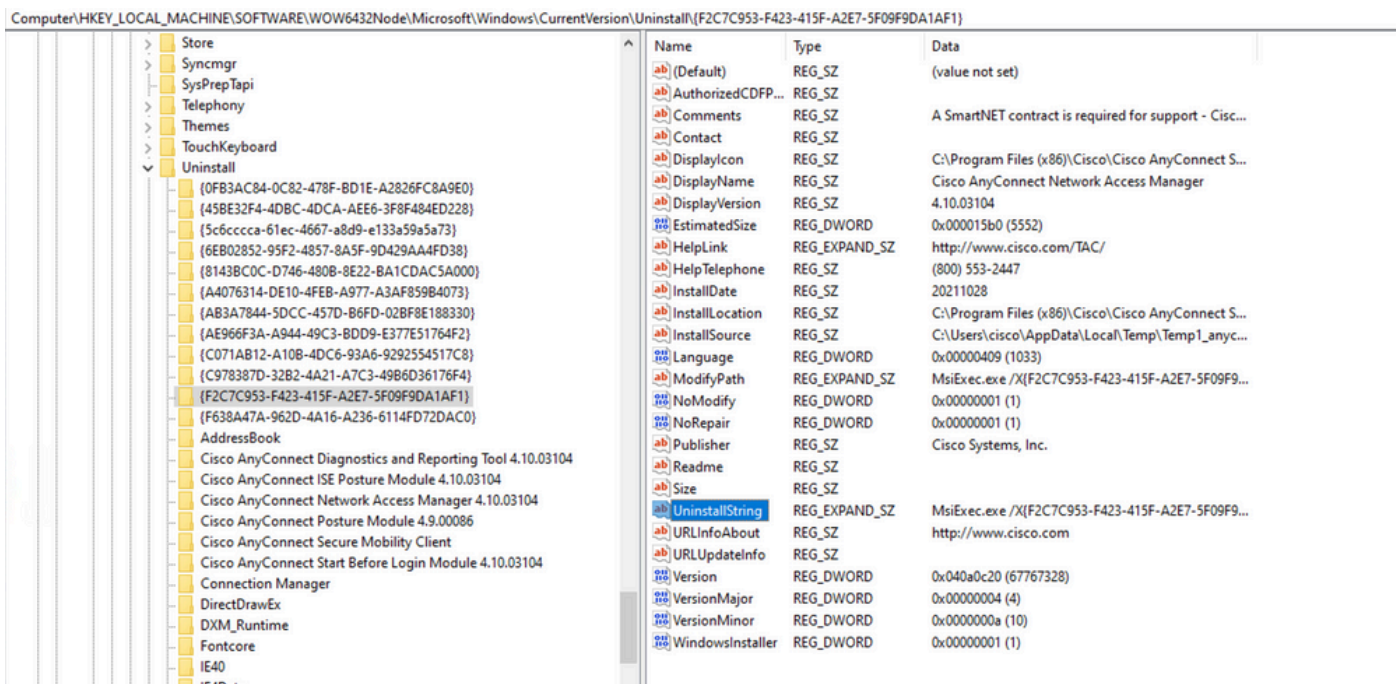 Computer\HKEY_LOCAL_MACHINE\SOFTWARE\WOW6432Node\Microsoft\Windows\CurrentVersion\Uninstall\{F2C7C953-F423-415F-A2E7-5F09F9DA1AF1}
Store
Syncmgr
SysPrepTapi
Telephony
Themes
TouchKeyboard
Uninstall
{0FB3AC84-0C82-478F-BD1E-A2826FC8A9E0}
{45BE32F4-4DBC-4DCA-AEE6-3F8F484ED228}
{5c6cccca-61ec-4667-a8d9-e133a59a5a73}
{6EB02852-95F2-4857-8A5F-9D429AA4FD38}
{8143BC0C-D746-480B-8E22-BA1CDAC5A000}
{A4076314-DE10-4FEB-A977-A3AF859B4073}
{AB3A7844-5DCC-457D-B6FD-02BF8E188330}
{AE966F3A-A944-49C3-BDD9-E377E51764F2}
{C071AB12-A10B-4DC6-93A6-9292554517C8}
{C978387D-32B2-4A21-A7C3-49B6D36176F4}
{F2C7C953-F423-415F-A2E7-5F09F9DA1AF1}
{F638A47A-962D-4A16-A236-6114FD72DAC0}
AddressBook
Cisco AnyConnect Diagnostics and Reporting Tool 4.10.03104
Cisco AnyConnect ISE Posture Module 4.10.03104
Cisco AnyConnect Network Access Manager 4.10.03104
Cisco AnyConnect Posture Module 4.9.00086
Cisco AnyConnect Secure Mobility Client
Cisco AnyConnect Start Before Login Module 4.10.03104
Connection Manager
DirectDrawEx
DXM_Runtime
Fontcore
IE40
Name Type Data
(Default) REG_SZ (value not set)
AuthorizedCDFP... REG_SZ
Comments REG_SZ A SmartNET contract is required for support - Cisc...
Contact REG_SZ
DisplayIcon REG_SZ C:\Program Files (x86)\Cisco\Cisco AnyConnect S...
DisplayName REG_SZ Cisco AnyConnect Network Access Manager
DisplayVersion REG_SZ 4.10.03104
EstimatedSize REG_DWORD 0x000015b0 (5552)
HelpLink REG_EXPAND_SZ http://www.cisco.com/TAC/
HelpTelephone REG_SZ (800) 553-2447
InstallDate REG_SZ 20211028
InstallLocation REG_SZ C:\Program Files (x86)\Cisco\Cisco AnyConnect S...
InstallSource REG_SZ C:\Users\cisco\AppData\Local\Temp\Temp1_anyc...
Language REG_DWORD 0x00000409 (1033)
ModifyPath REG_EXPAND_SZ MsiExec.exe /X{F2C7C953-F423-415F-A2E7-5F09F9...
NoModify REG_DWORD 0x00000001 (1)
NoRepair REG_DWORD 0x00000001 (1)
Publisher REG_SZ Cisco Systems, Inc.
Readme REG_SZ
Size REG_SZ
UninstallString REG_EXPAND_SZ MsiExec.exe /X{F2C7C953-F423-415F-A2E7-5F09F9...
URLInfoAbout REG_SZ http://www.cisco.com
URLUpdateInfo REG_SZ
Version REG_DWORD 0x040a0c20 (67767328)
VersionMajor REG_DWORD 0x00000004 (4)
VersionMinor REG_DWORD 0x0000000a (10)
WindowsInstaller REG_DWORD 0x00000001 (1)